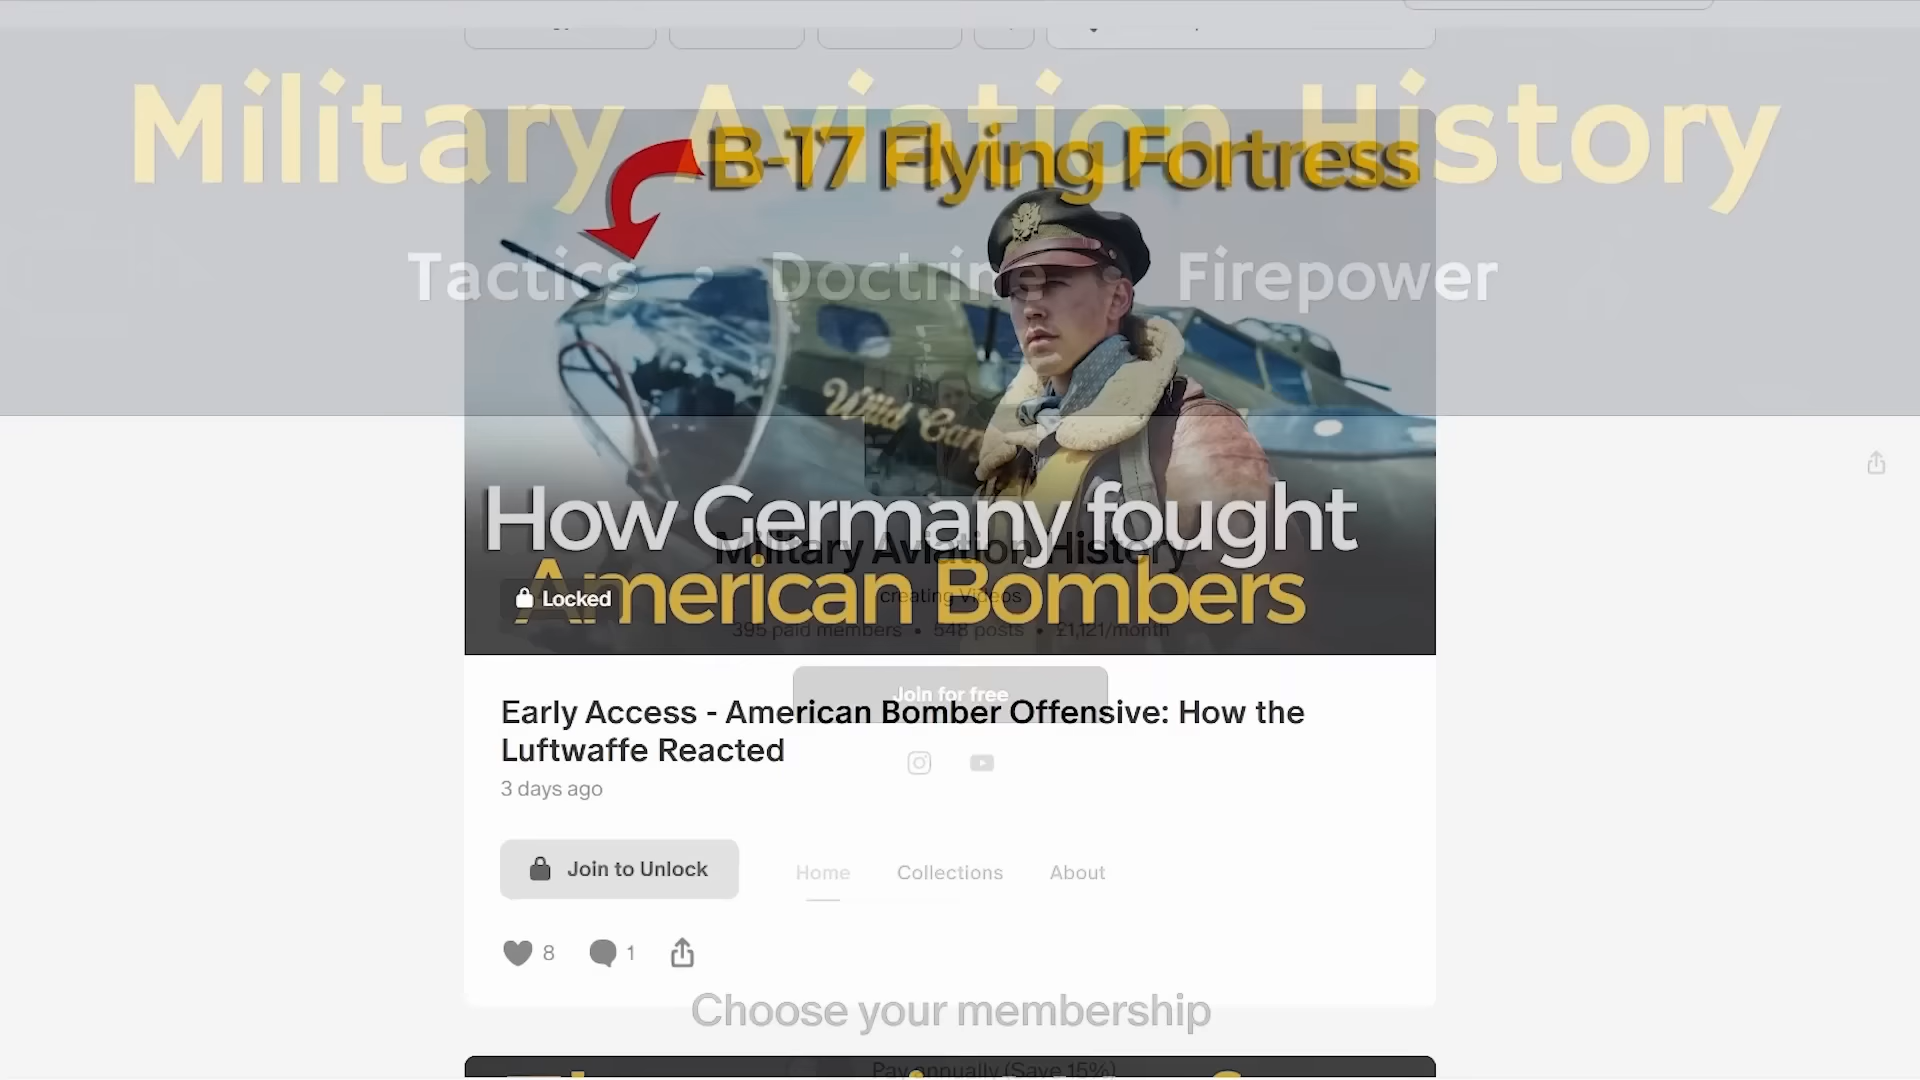 Military Aviation History
B-17 Flying Fortress
Tactics • Doctrine • Firepower
Wild Car
How Germany fought
Military Aviation History
American Bombers
Locked
creating Videos
395 paid members • 548 posts • £1,121/month
Join for free
Early Access - American Bomber Offensive: How the
Luftwaffe Reacted
3 days ago
Join to Unlock
Home
Collections
About
8
1
Choose your membership
Pay annually (Save 15%)